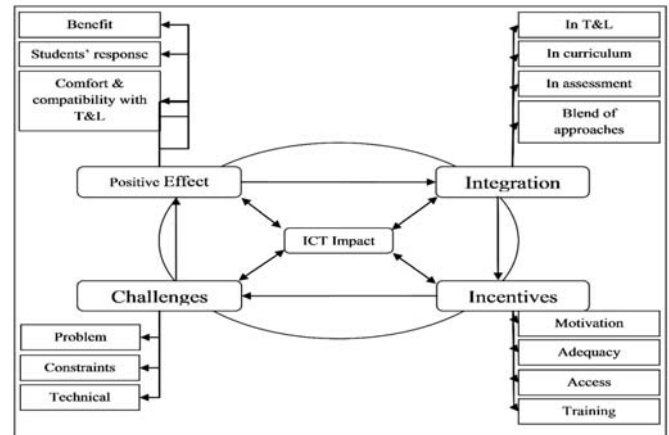 Benefit
Students' response
Comfort &
compatibility with
T&L
In T&L
In curriculum
In assessment
Blend of
approaches
Positive Effect
Integration
ICT Impact
Challenges
Incentives
Problem
Constraints
Technical
Motivation
Adequacy
Access
Training